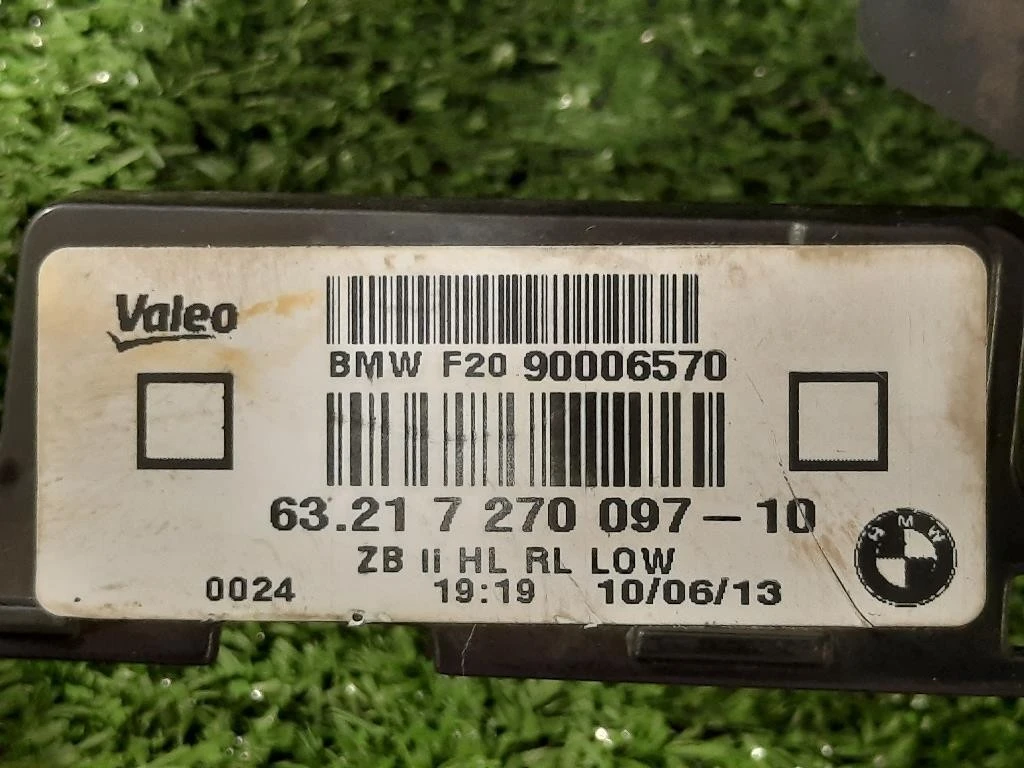 Valeo
BMW F20 90006570
63.21 7 270 097-10
ZB II HL RL LOW
0024 19:19 10/06/13
BMW